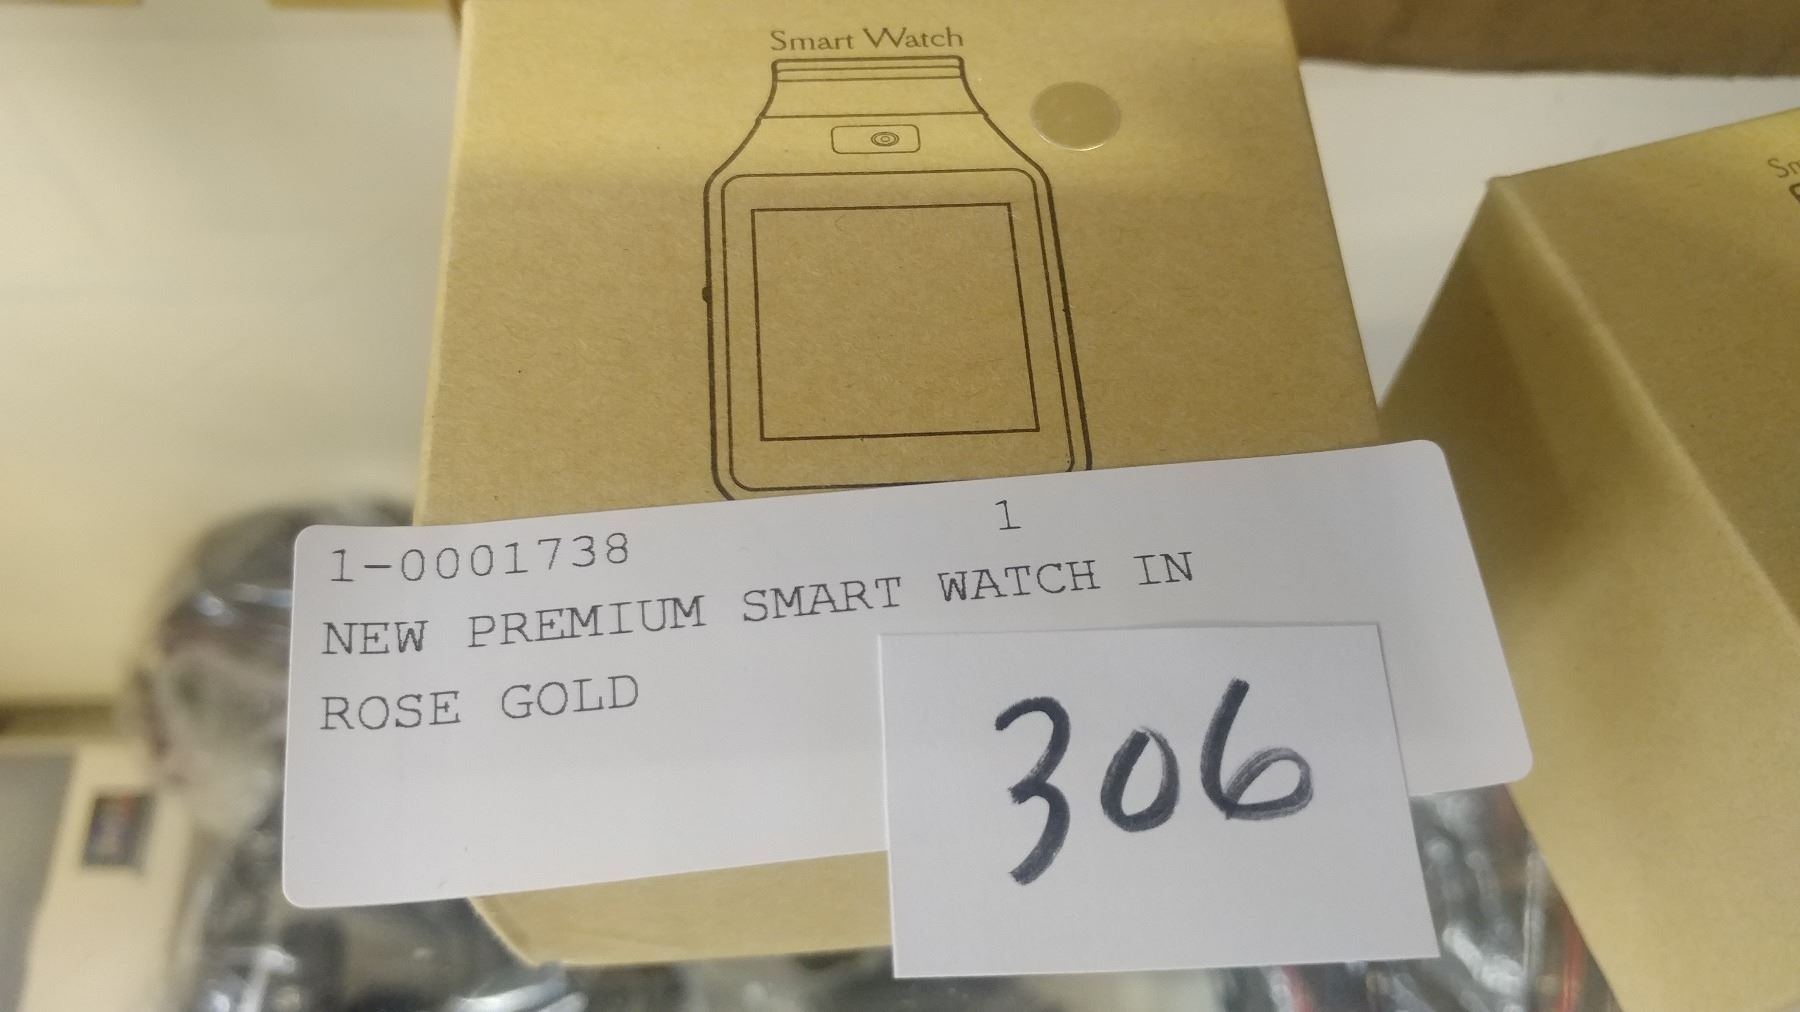 Smart Watch
1-0001738 1
NEW PREMIUM SMART WATCH IN
ROSE GOLD
306